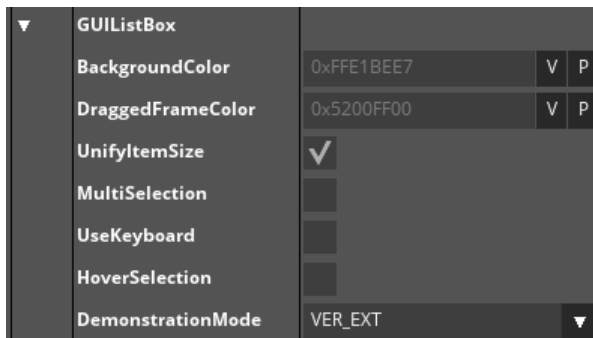 GUIListBox
BackgroundColor 0xFFE1BEE7 V P
DraggedFrameColor 0x5200FF00 V P
UnifyItemSize
MultiSelection
UseKeyboard
HoverSelection
DemonstrationMode VER_EXT